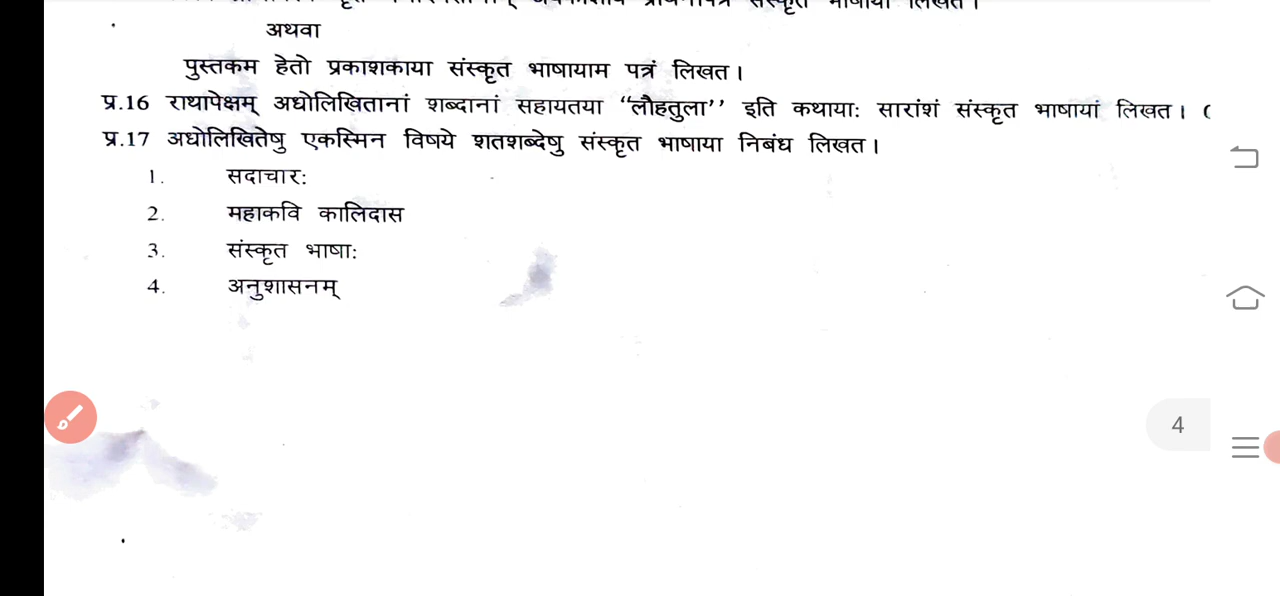 संस्कृत भाषाया लिखत।
अथवा
पुस्तकम हेतो प्रकाशकाया संस्कृत भाषायाम पत्रं लिखत।
प्र.16 राथापेक्षम् अधोलिखितानां शब्दानां सहायतया “लौहतुला’’ इति कथायाः सारांशं संस्कृत भाषायां लिखत। (
प्र.17 अधोलिखितेषु एकस्मिन विषये शतशब्देषु संस्कृत भाषाया निबंध लिखत।
1. सदाचारः
2. महाकवि कालिदास
3. संस्कृत भाषाः
4. अनुशासनम्
4